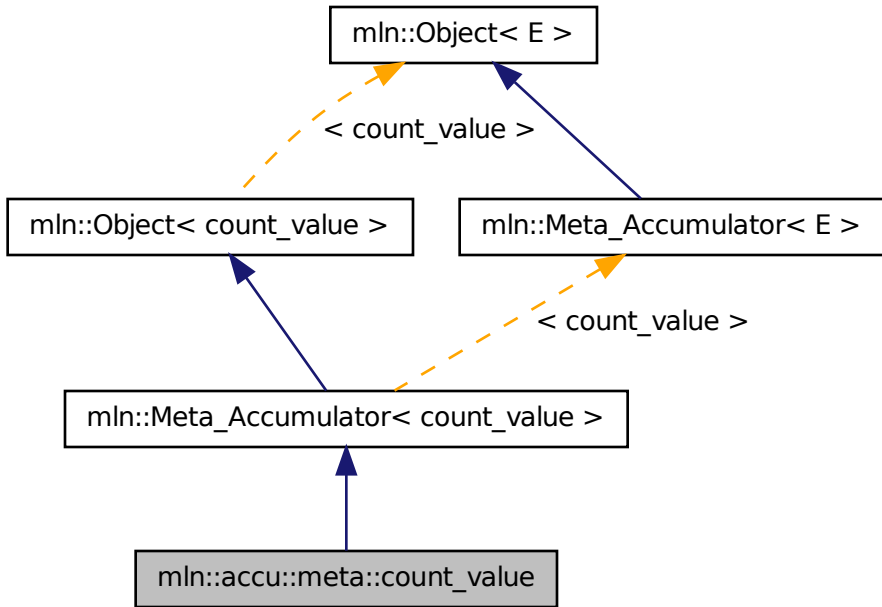 mln::Object< E >
< count_value >
mln::Object< count_value >
mln::Meta_Accumulator< E >
< count_value >
mln::Meta_Accumulator< count_value >
mln::accu::meta::count_value